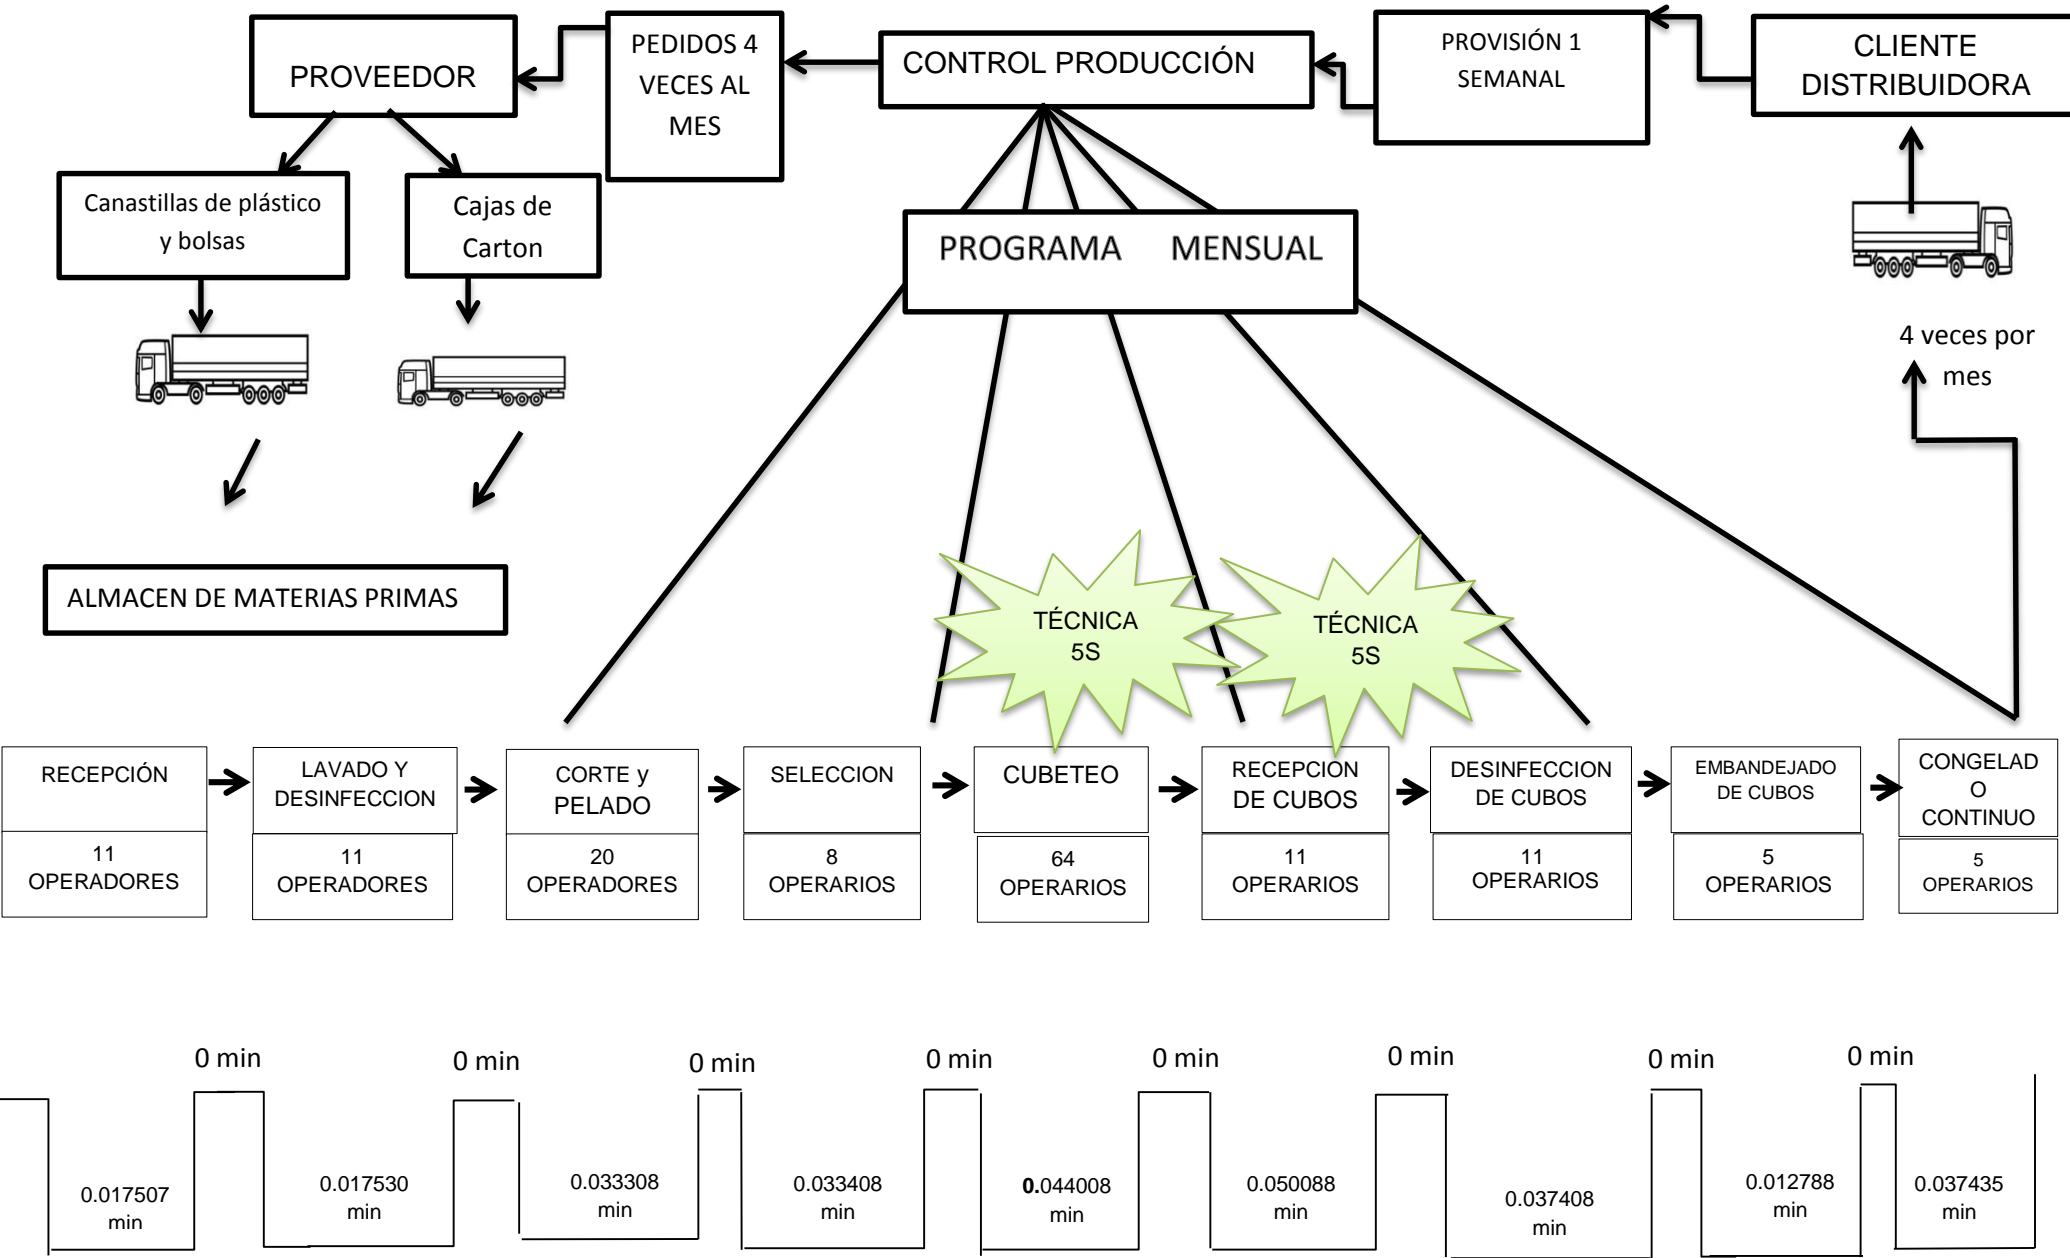 PROVEEDOR
PEDIDOS 4
VECES AL
MES
CONTROL PRODUCCIÓN
PROVISIÓN 1
SEMANAL
CLIENTE
DISTRIBUIDORA
Canastillas de plástico
y bolsas
Cajas de
Carton
PROGRAMA MENSUAL
4 veces por
mes
ALMACEN DE MATERIAS PRIMAS
TÉCNICA
5S
TÉCNICA
5S
RECEPCIÓN
LAVADO Y
DESINFECCION
CORTE y
PELADO
SELECCION
CUBETEO
RECEPCIÓN
DE CUBOS
DESINFECCION
DE CUBOS
EMBANDEJADO
DE CUBOS
CONGELAD
O
CONTINUO
11
OPERADORES
11
OPERADORES
20
OPERADORES
8
OPERARIOS
64
OPERARIOS
11
OPERARIOS
11
OPERARIOS
5
OPERARIOS
5
OPERARIOS
0 min
0 min
0 min
0 min
0 min
0 min
0 min
0 min
0.017507
min
0.017530
min
0.033308
min
0.033408
min
0.044008
min
0.050088
min
0.037408
min
0.012788
min
0.037435
min